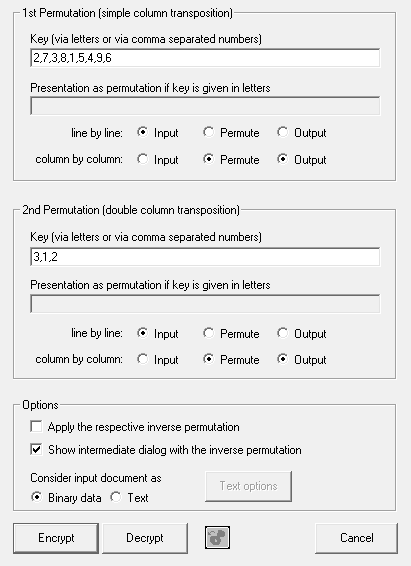 1st Permutation (simple column transposition)
Key (via letters or via comma separated numbers)
2,7,3,8,1,5,4,9,6
Presentation as permutation if key is given in letters
line by line: Input Permute Output
column by column: Input Permute Output
2nd Permutation (double column transposition)
Key (via letters or via comma separated numbers)
3,1,2
Presentation as permutation if key is given in letters
line by line: Input Permute Output
column by column: Input Permute Output
Options
Apply the respective inverse permutation
Show intermediate dialog with the inverse permutation
Consider input document as
Binary data Text Text options
Encrypt Decrypt Cancel